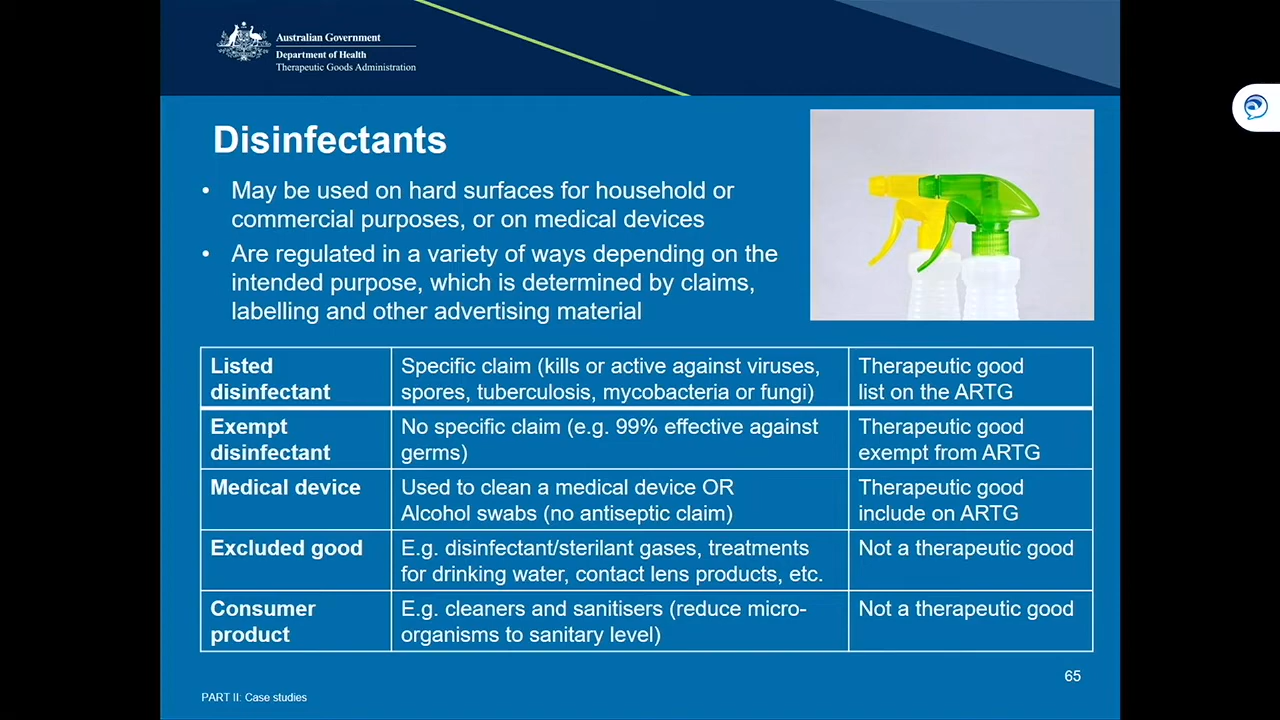 Australian Government
Department of Health
Therapeutic Goods Administration
Disinfectants
• May be used on hard surfaces for household or
commercial purposes, or on medical devices
• Are regulated in a variety of ways depending on the
intended purpose, which is determined by claims,
labelling and other advertising material
Listed
disinfectant
Specific claim (kills or active against viruses,
spores, tuberculosis, mycobacteria or fungi)
Therapeutic good
list on the ARTG
Exempt
disinfectant
No specific claim (e.g. 99% effective against
germs)
Therapeutic good
exempt from ARTG
Medical device
Used to clean a medical device OR
Alcohol swabs (no antiseptic claim)
Therapeutic good
include on ARTG
Excluded good
E.g. disinfectant/sterilant gases, treatments
for drinking water, contact lens products, etc.
Not a therapeutic good
Consumer
product
E.g. cleaners and sanitisers (reduce micro-
organisms to sanitary level)
Not a therapeutic good
65
PART II: Case studies